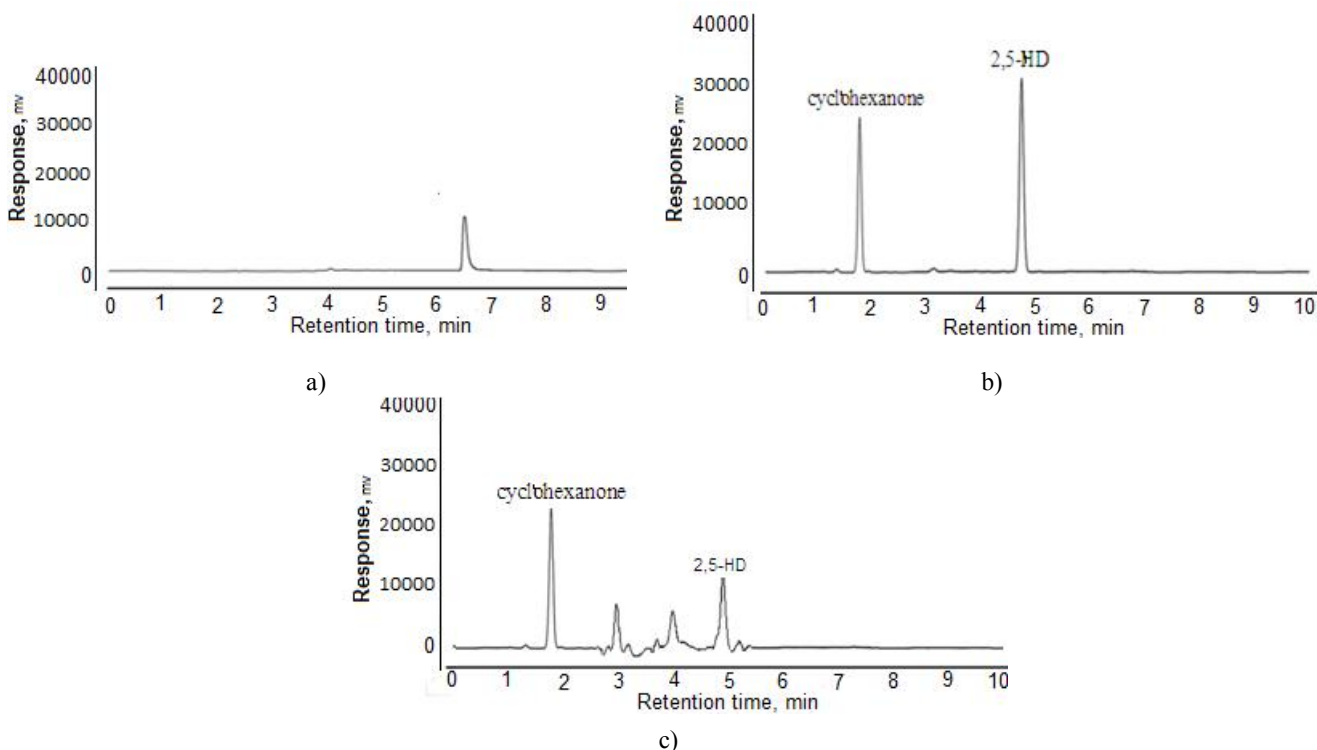 40000
30000
20000
10000
0
Response, mv
0 1 2 3 4 5 6 7 8 9
Retention time, min
a)
40000
30000
20000
10000
0
Response, mv
cyclohexanone
2,5-HD
0 1 2 3 4 5 6 7 8 9 10
Retention time, min
b)
40000
30000
20000
10000
0
Response, mv
cyclohexanone
2,5-HD
0 1 2 3 4 5 6 7 8 9 10
Retention time, min
c)